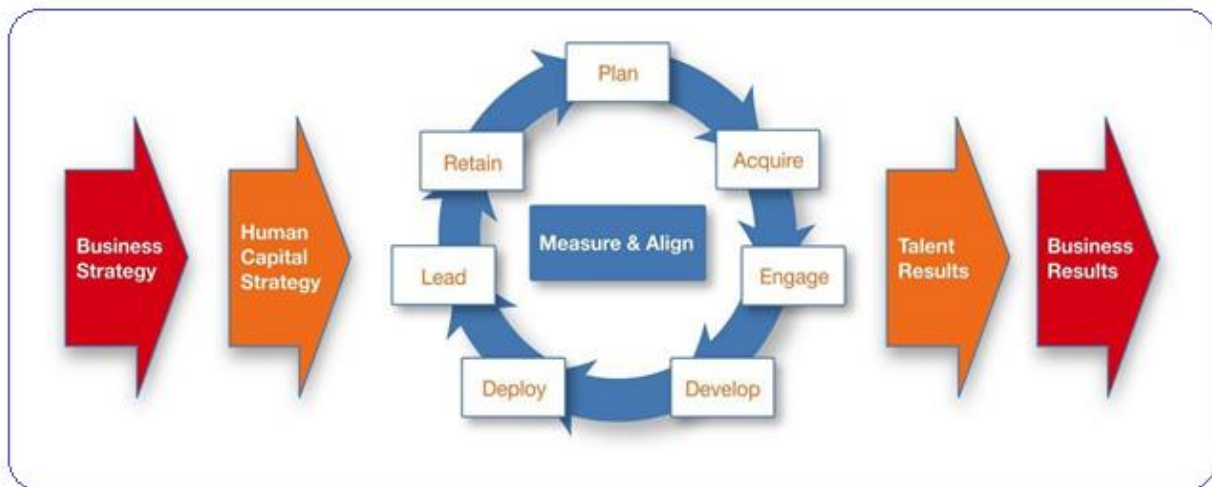 Business
Strategy
Human
Capital
Strategy
Plan
Acquire
Engage
Develop
Deploy
Lead
Retain
Measure & Align
Talent
Results
Business
Results